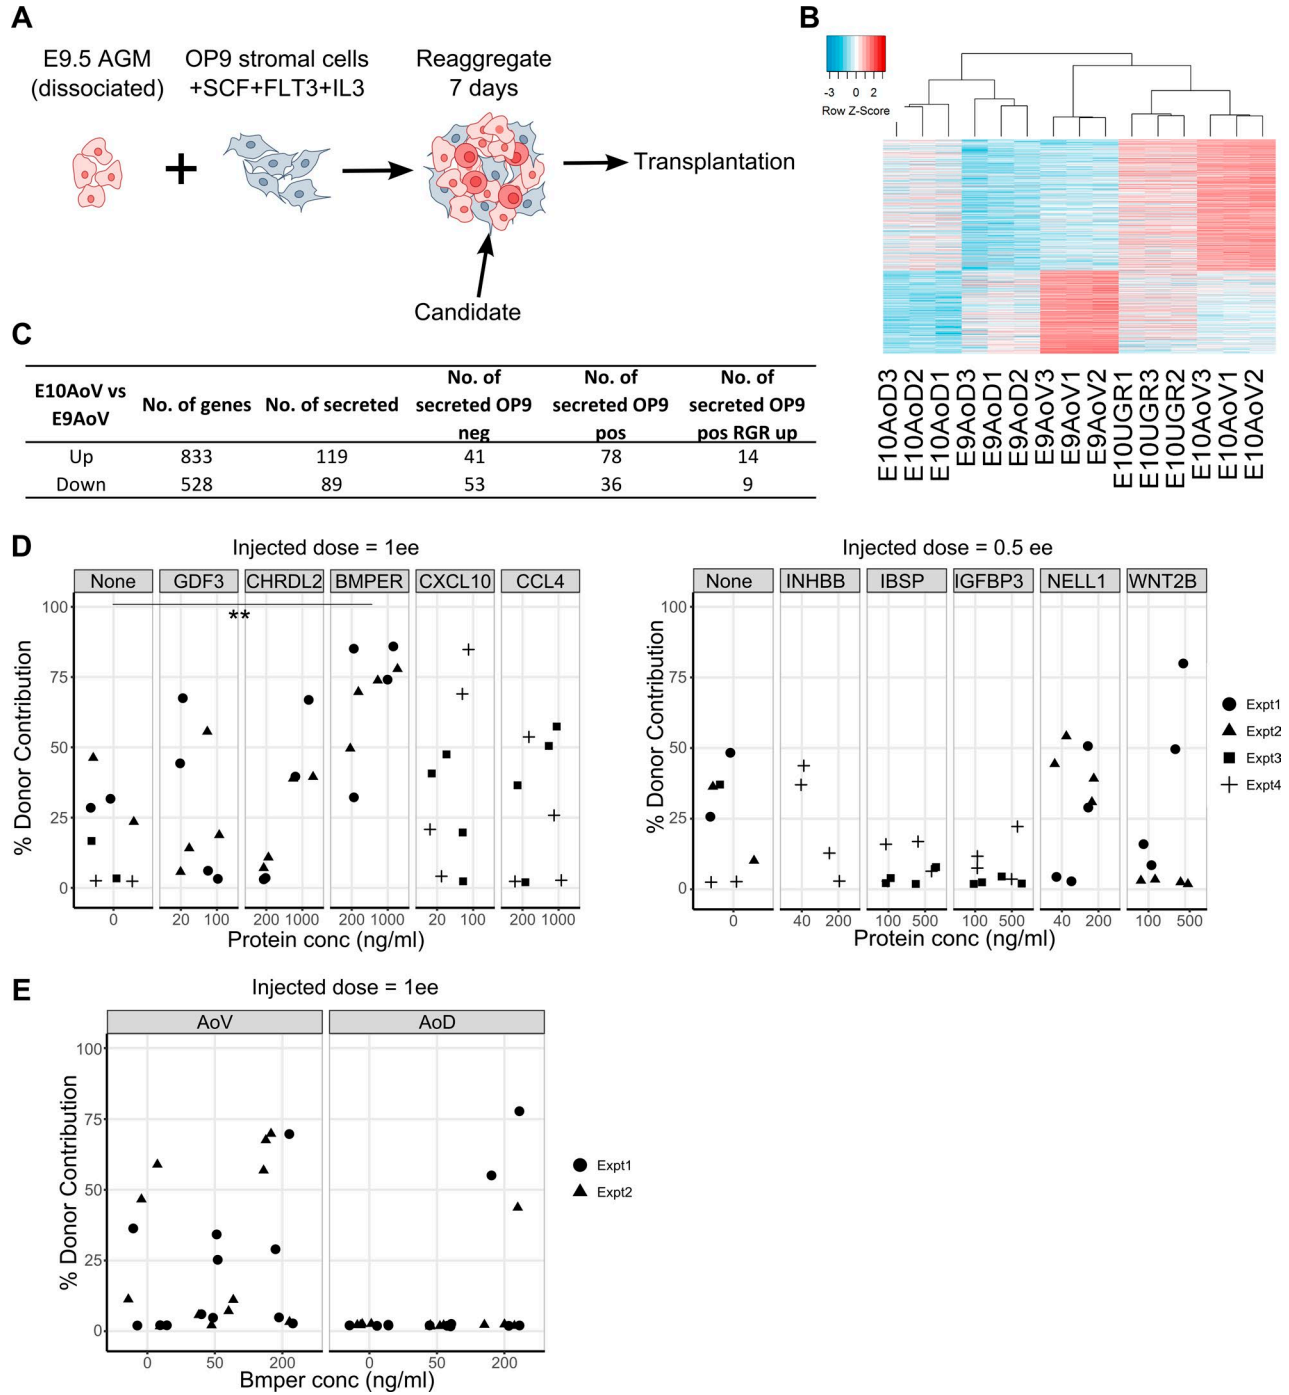 A
E9.5 AGM
(dissociated)
OP9 stromal cells
+SCF+FLT3+IL3
Reaggregate
7 days
Transplantation
Candidate
B
-3 0 2
Row Z-Score
E10AoD3
E10AoD2
E10AoD1
E9AoD3
E9AoD1
E9AoD2
E9AoV3
E9AoV1
E9AoV2
E10UGR1
E10UGR3
E10UGR2
E10AoV3
E10AoV1
E10AoV2
C
E10AoV vs E9AoV | No. of genes | No. of secreted | No. of secreted OP9 neg | No. of secreted OP9 pos | No. of secreted OP9 pos RGR up
Up 833 119 41 78 14
Down 528 89 53 36 9
D
Injected dose = 1ee
None GDF3 CHRDL2 BMPER CXCL10 CCL4
**
% Donor Contribution
100
75
50
25
0
0 20 100 200 1000 200 1000 20 100 200 1000
Protein conc (ng/ml)
Injected dose = 0.5 ee
None INHBB IBSP IGFBP3 NELL1 WNT2B
% Donor Contribution
100
75
50
25
0
0 40 200 100 500 100 500 40 200 100 500
Protein conc (ng/ml)
Expt1
Expt2
Expt3
Expt4
E
Injected dose = 1ee
AoV AoD
% Donor Contribution
100
75
50
25
0
0 50 200 0 50 200
Bmper conc (ng/ml)
Expt1
Expt2